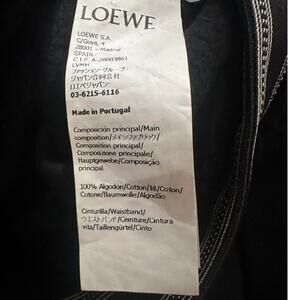 LOEWE
LOEWE S.A.
C/Goya, 4
28001 - Madrid
SPAIN
C.I.F. A-28003861
LVMH
ファッション・グループ・
ジャパン合同会社
ロエベジャパン
03-6215-6116
Made in Portugal
Composición principal/Main
composition/メインファブリック/
Composition principal/
Composizione principale/
Hauptgewebe/Composição
principal
100% Algodón/Cotton/綿/Coton/
Cotone/Baumwolle/Algodão
Cinturilla/Waistband/
ウエストバンド/Ceinture/Cintura
vita/Taillengürtel/Cinto